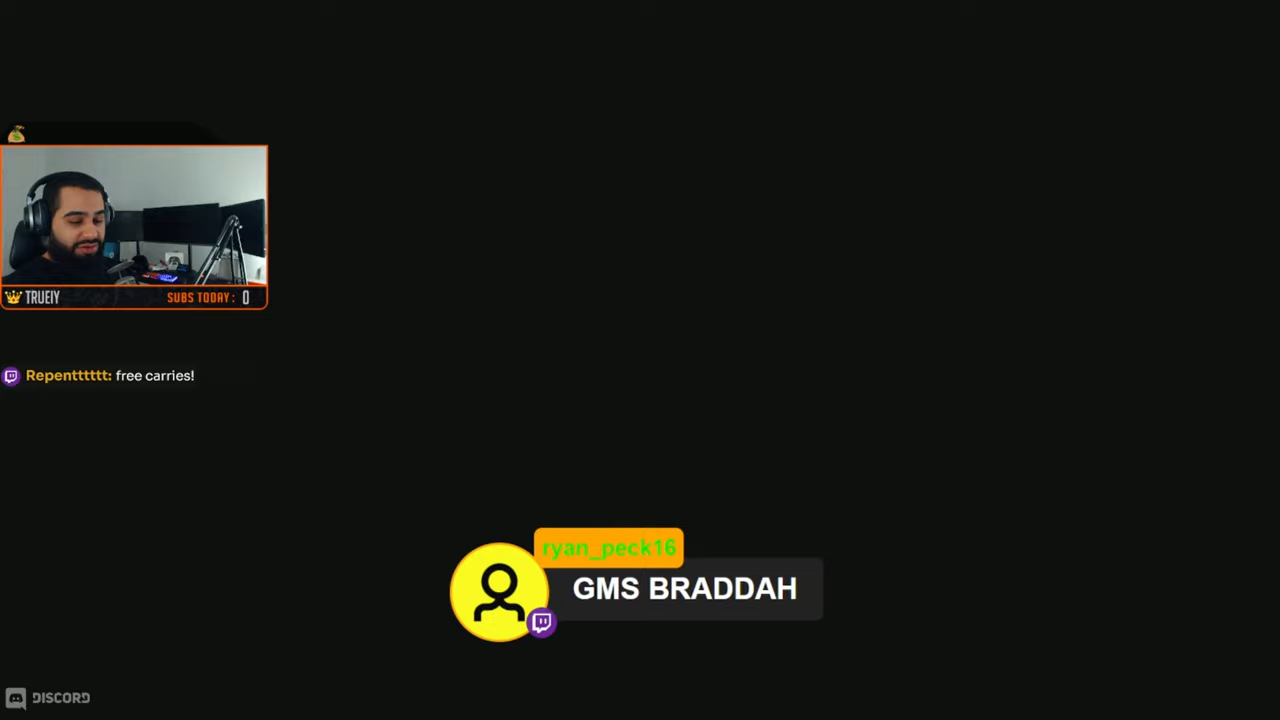 TRUEIY
SUBS TODAY : 0
Repentttttt: free carries!
ryan_peck16
GMS BRADDAH
DISCORD